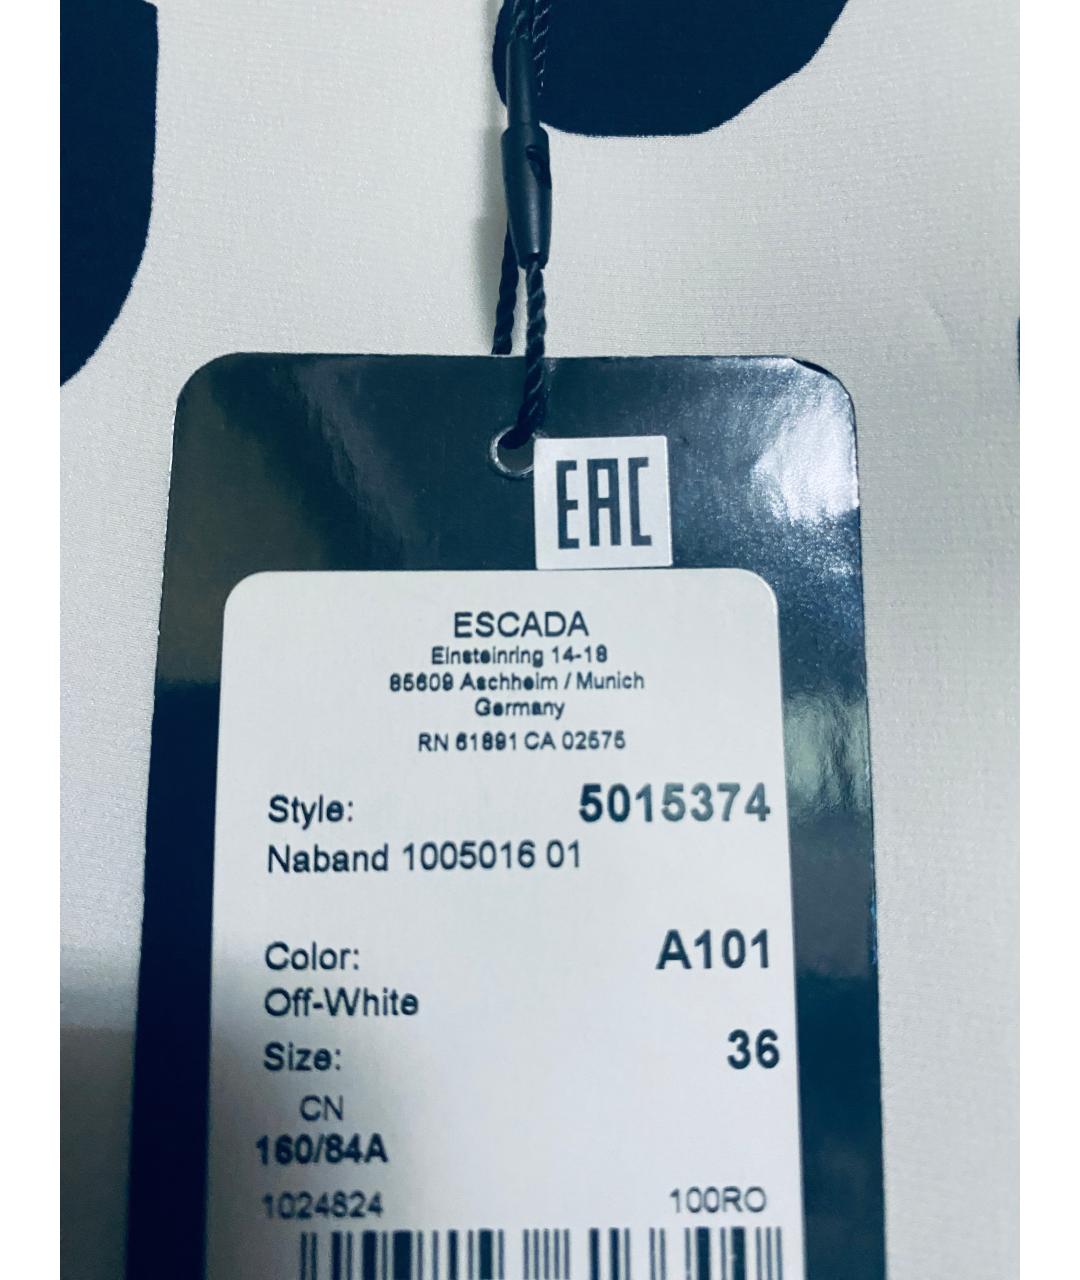 EAC
ESCADA
Einsteinring 14-18
85609 Aschheim / Munich
Germany
RN 61891 CA 02575
Style: 5015374
Naband 1005016 01
Color: A101
Off-White
Size: 36
CN
160/84A
1024824 100RO